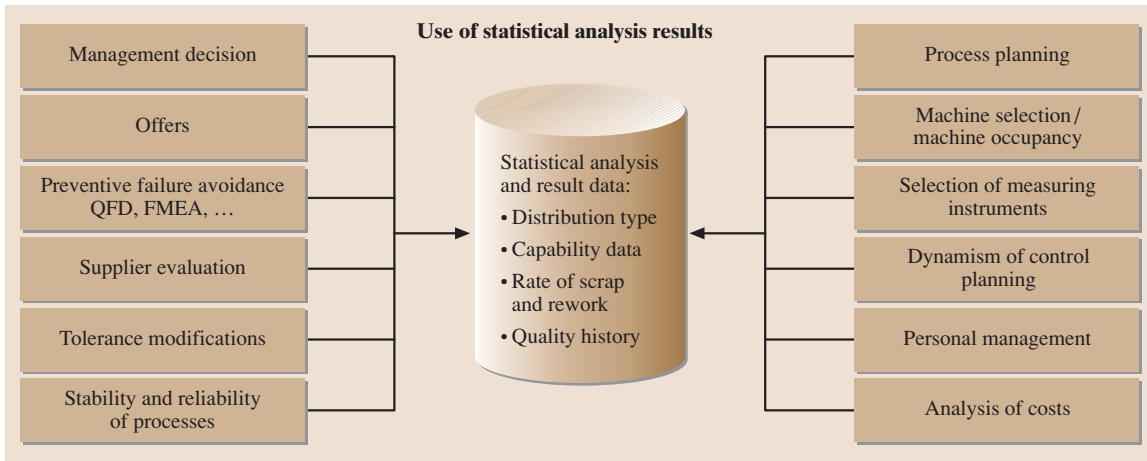 Use of statistical analysis results
Management decision
Offers
Preventive failure avoidance
QFD, FMEA, …
Supplier evaluation
Tolerance modifications
Stability and reliability
of processes
Statistical analysis
and result data:
• Distribution type
• Capability data
• Rate of scrap
and rework
• Quality history
Process planning
Machine selection/
machine occupancy
Selection of measuring
instruments
Dynamism of control
planning
Personal management
Analysis of costs